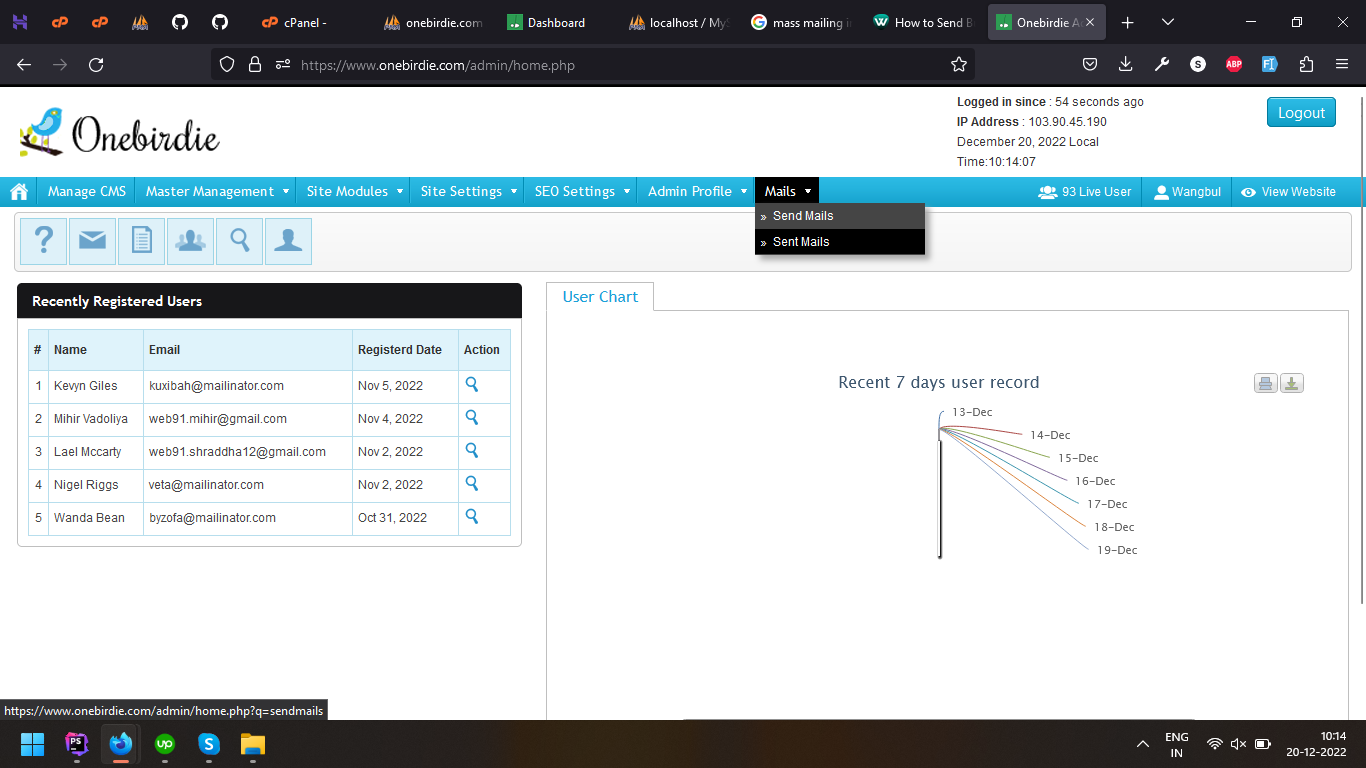 cPanel -
onebirdie.com
Dashboard
localhost / MyS
mass mailing i
How to Send B
Onebirdie A
https://www.onebirdie.com/admin/home.php
S
ABP
Onebirdie
Logged in since : 54 seconds ago
IP Address : 103.90.45.190
December 20, 2022 Local
Time:10:14:07
Logout
Manage CMS
Master Management
Site Modules
Site Settings
SEO Settings
Admin Profile
Mails
93 Live User
Wangbul
View Website
» Send Mails
» Sent Mails
?
Recently Registered Users
# Name Email Registerd Date Action
1 Kevyn Giles kuxibah@mailinator.com Nov 5, 2022
2 Mihir Vadoliya web91.mihir@gmail.com Nov 4, 2022
3 Lael Mccarty web91.shraddha12@gmail.com Nov 2, 2022
4 Nigel Riggs veta@mailinator.com Nov 2, 2022
5 Wanda Bean byzofa@mailinator.com Oct 31, 2022
User Chart
Recent 7 days user record
13-Dec
14-Dec
15-Dec
16-Dec
17-Dec
18-Dec
19-Dec
https://www.onebirdie.com/admin/home.php?q=sendmails
PS
up
S
ENG
IN
10:14
20-12-2022